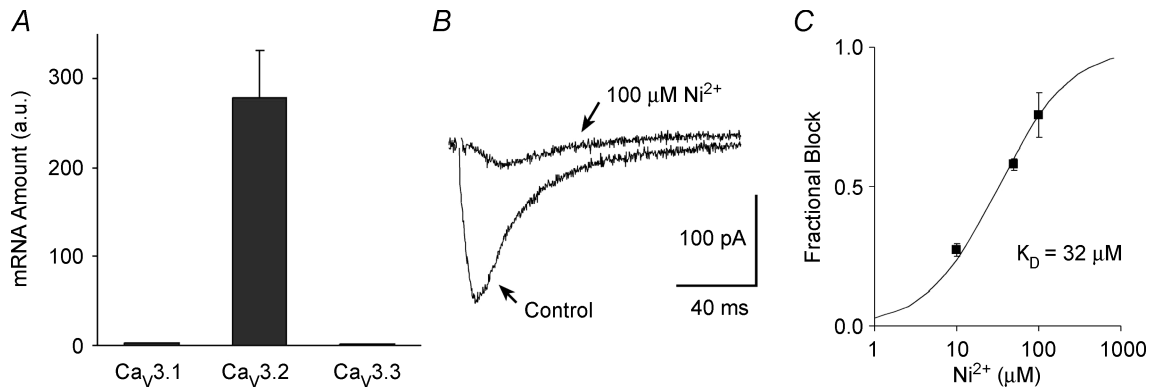 A
mRNA Amount (a.u.)
300
200
100
0
CaV3.1
CaV3.2
CaV3.3
B
100 μM Ni2+
Control
100 pA
40 ms
C
Fractional Block
1.0
0.5
0.0
KD = 32 μM
1
10
100
1000
Ni2+ (μM)